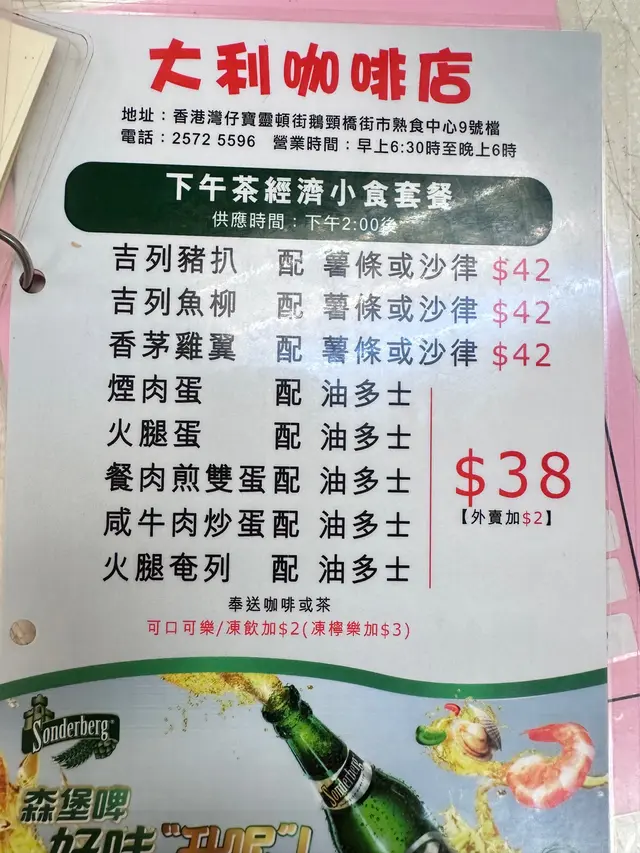 大利咖啡店
地址：香港灣仔寶靈頓街鵝頸橋街市熟食中心9號檔
電話：2572 5596 營業時間：早上6:30時至晚上6時
下午茶經濟小食套餐
供應時間：下午2:00後
吉列豬扒 配 薯條或沙律 $42
吉列魚柳 配 薯條或沙律 $42
香茅雞翼 配 薯條或沙律 $42
煙肉蛋 配 油多士
火腿蛋 配 油多士
餐肉煎雙蛋配 油多士
咸牛肉炒蛋配 油多士
火腿奄列 配 油多士
$38
【外賣加$2】
奉送咖啡或茶
可口可樂/凍飲加$2(凍檸樂加$3)
Sonderberg
Sonderberg
森堡啤
好味"升呢"!